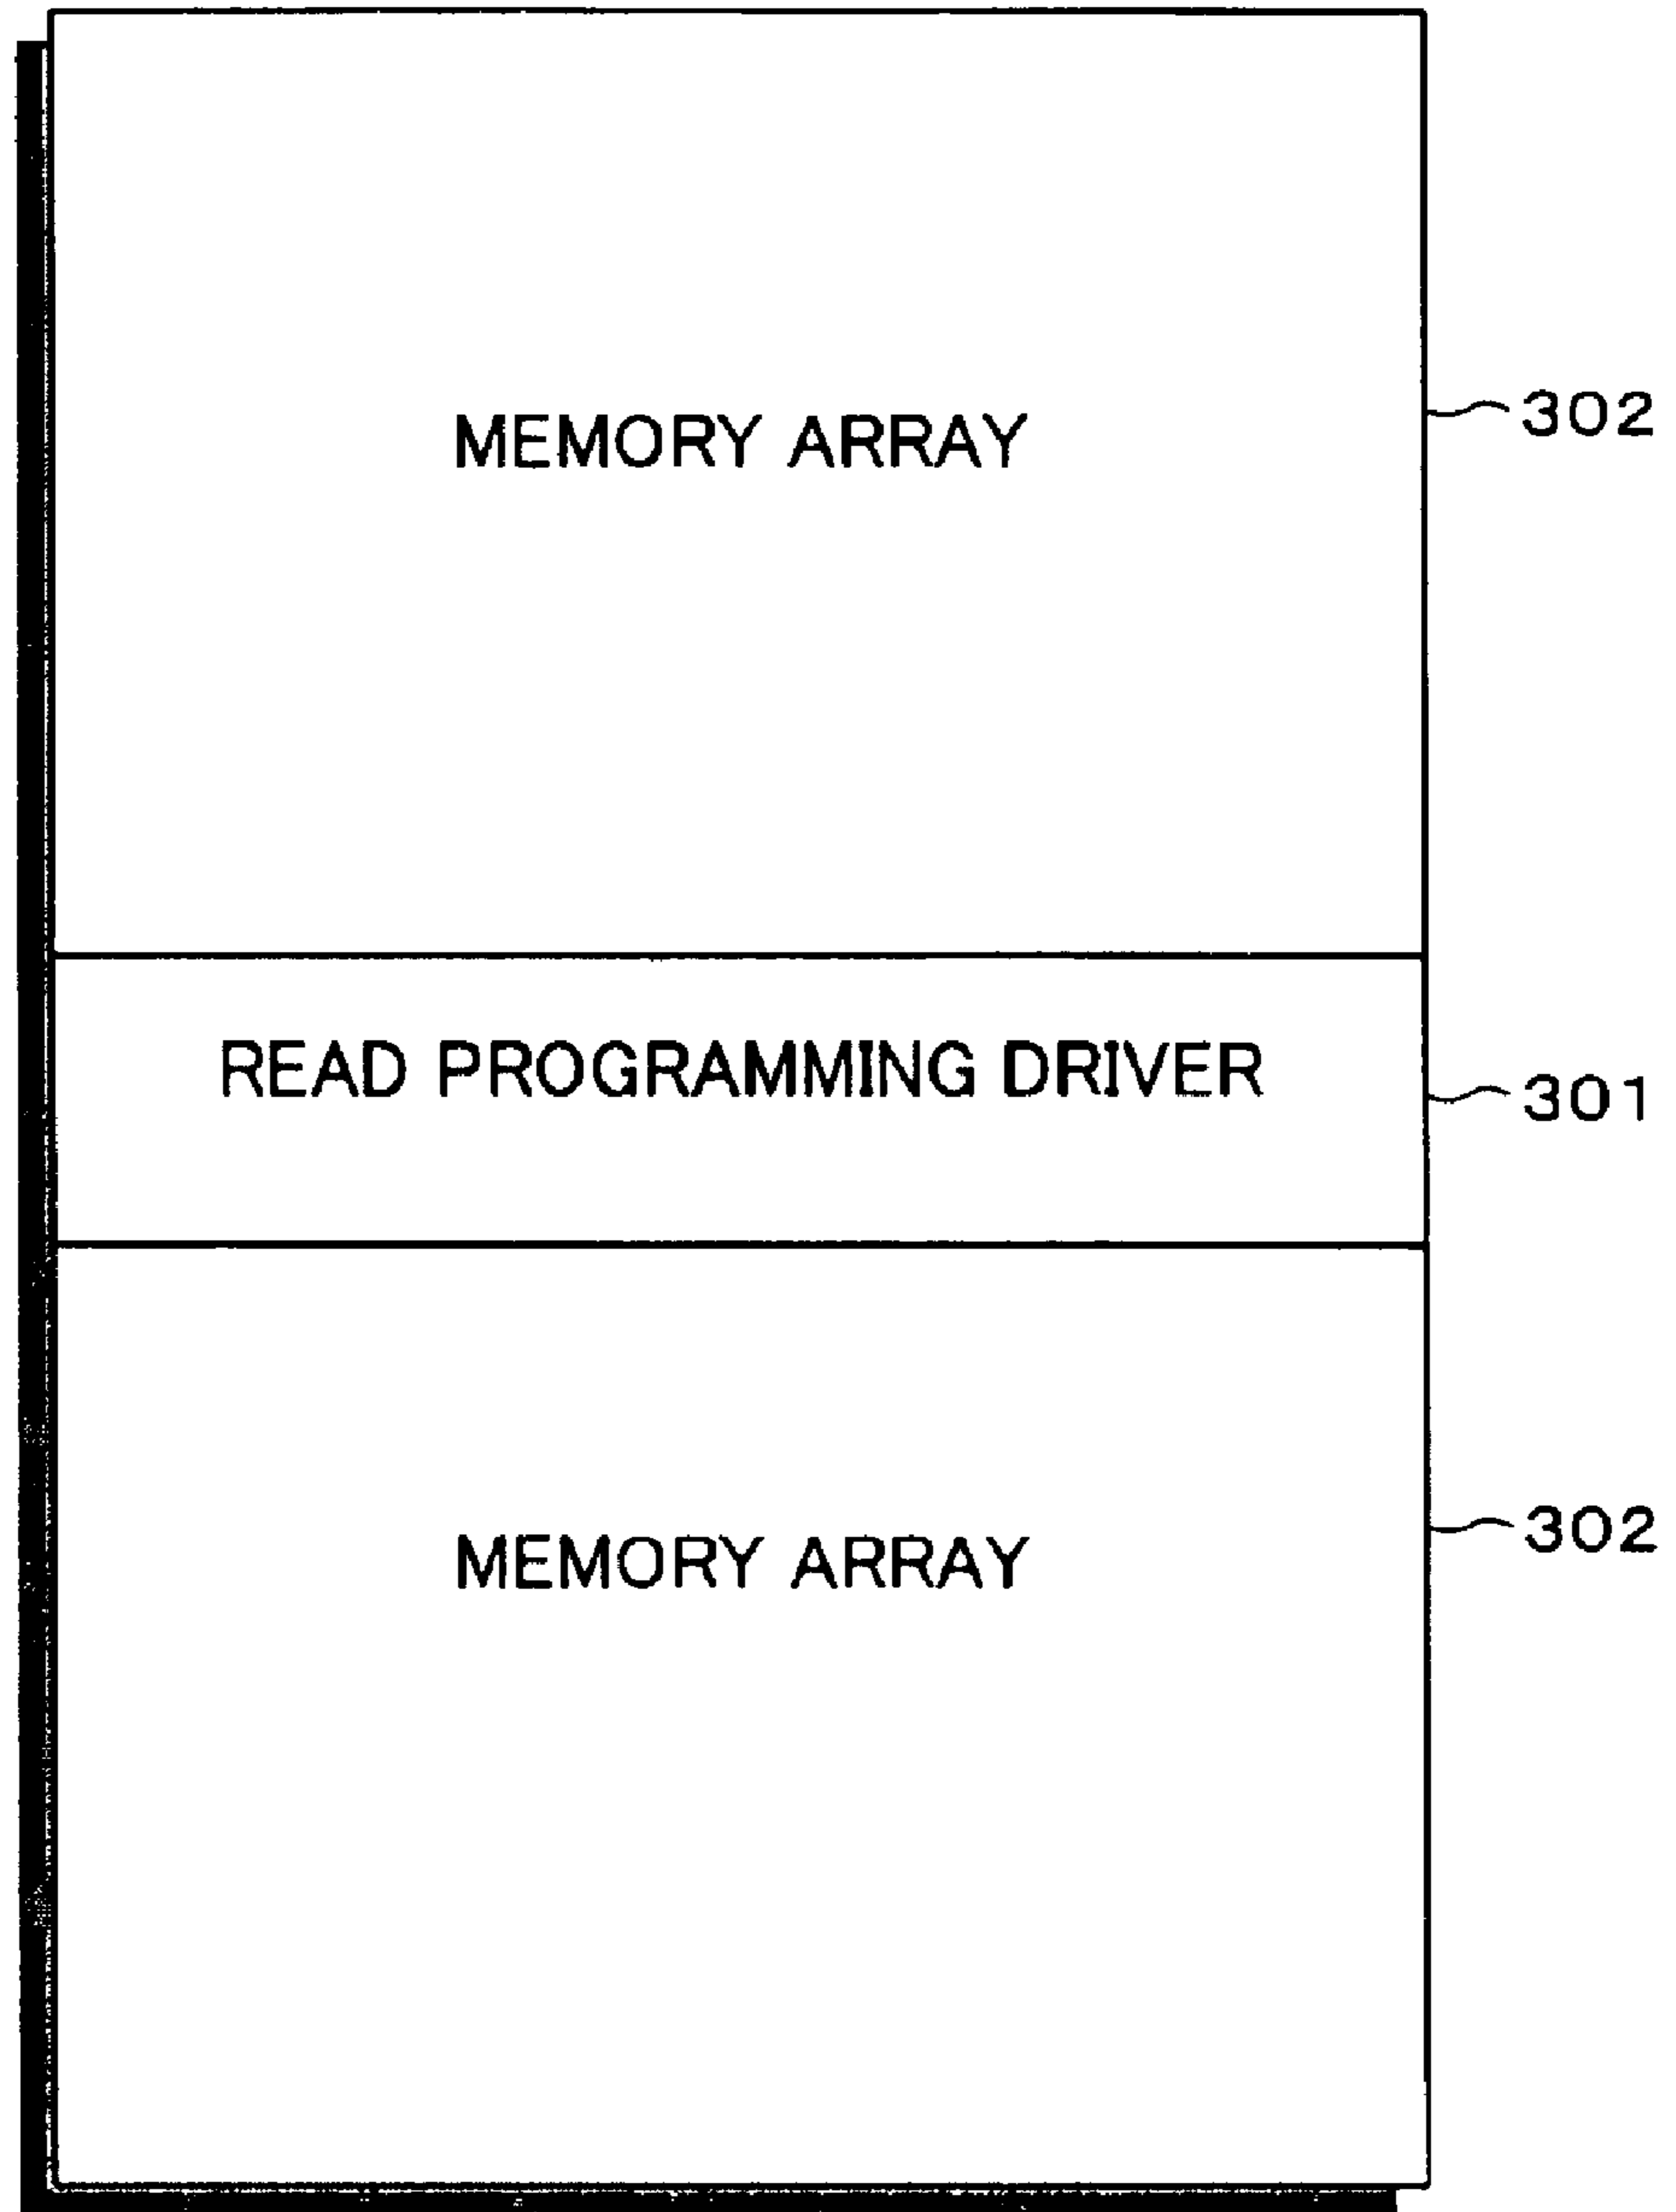 MEMORY ARRAY
302
READ PROGRAMMING DRIVER
301
MEMORY ARRAY
302